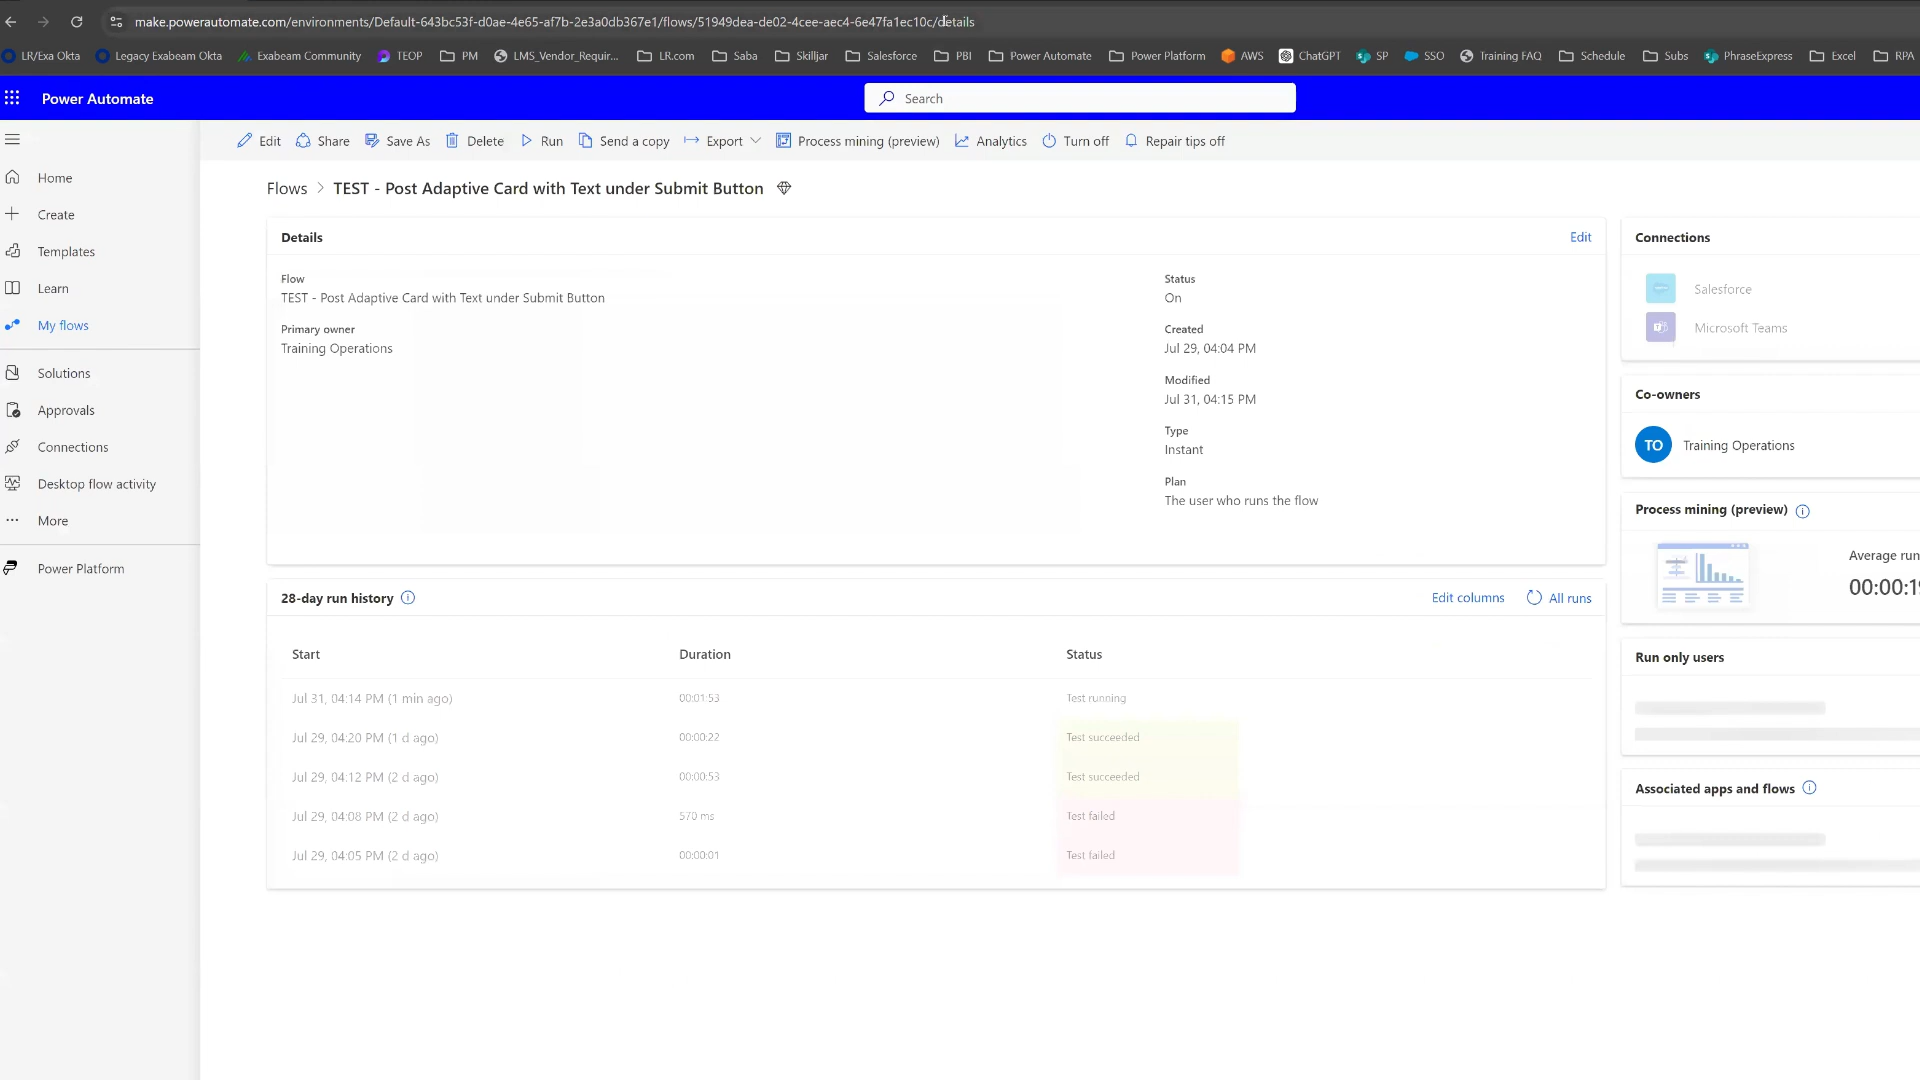 make.powerautomate.com/environments/Default-643bc53f-d0ae-4e65-af7b-2e3a0db367e1/flows/51949dea-de02-4cee-aec4-6e47fa1ec10c/details
LR/Exa Okta Legacy Exabeam Okta Exabeam Community TEOP PM LMS_Vendor_Requir... LR.com Saba Skilljar Salesforce PBI Power Automate Power Platform AWS ChatGPT SP SSO Training FAQ Schedule Subs PhraseExpress Excel RPA
Power Automate
Search
Edit Share Save As Delete Run Send a copy Export Process mining (preview) Analytics Turn off Repair tips off
Home
Create
Templates
Learn
My flows
Solutions
Approvals
Connections
Desktop flow activity
More
Power Platform
Flows > TEST - Post Adaptive Card with Text under Submit Button
Details
Edit
Flow
TEST - Post Adaptive Card with Text under Submit Button
Primary owner
Training Operations
Status
On
Created
Jul 29, 04:04 PM
Modified
Jul 31, 04:15 PM
Type
Instant
Plan
The user who runs the flow
28-day run history
Edit columns
All runs
Start Duration Status
Jul 31, 04:14 PM (1 min ago) 00:01:53 Test running
Jul 29, 04:20 PM (1 d ago) 00:00:22 Test succeeded
Jul 29, 04:12 PM (2 d ago) 00:00:53 Test succeeded
Jul 29, 04:08 PM (2 d ago) 570 ms Test failed
Jul 29, 04:05 PM (2 d ago) 00:00:01 Test failed
Connections
Salesforce
Microsoft Teams
Co-owners
TO Training Operations
Process mining (preview)
Average run
00:00:19
Run only users
Associated apps and flows